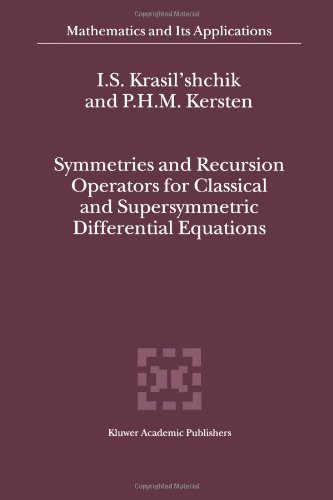 Mathematics and Its Applications
I.S. Krasil'shchik
and P.H.M. Kersten
Symmetries and Recursion
Operators for Classical
and Supersymmetric
Differential Equations
Kluwer Academic Publishers